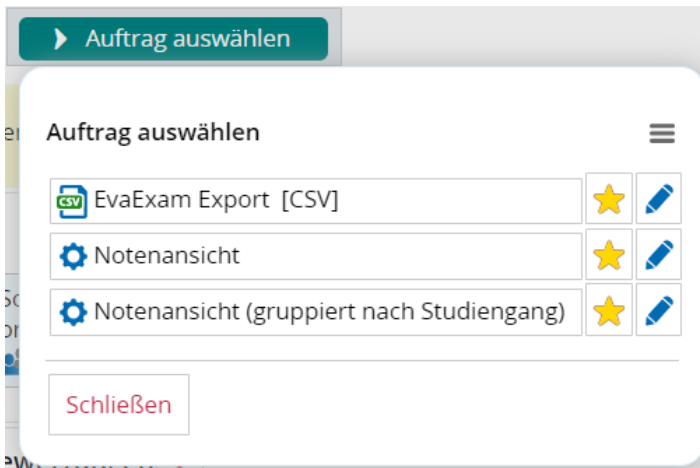 Auftrag auswählen
Auftrag auswählen
CSV EvaExam Export [CSV]
Notenansicht
Notenansicht (gruppiert nach Studiengang)
Schließen